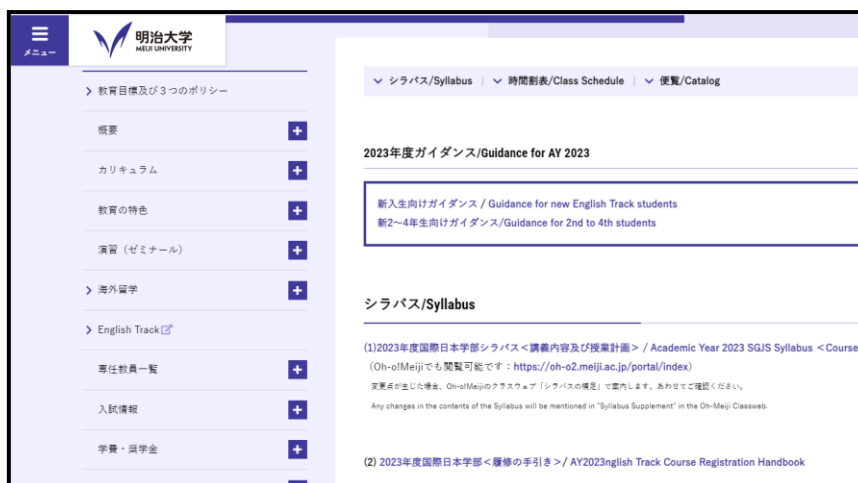 メニュー
明治大学
MEIJI UNIVERSITY
教育目標及び3つのポリシー
概要
カリキュラム
教育の特色
演習（ゼミナール）
海外留学
English Track
専任教員一覧
入試情報
学費・奨学金
シラバス/Syllabus
時間割表/Class Schedule
便覧/Catalog
2023年度ガイダンス/Guidance for AY 2023
新入生向けガイダンス / Guidance for new English Track students
新2～4年生向けガイダンス/Guidance for 2nd to 4th students
シラバス/Syllabus
(1)2023年度国際日本学部シラバス＜講義内容及び授業計画＞ / Academic Year 2023 SGJS Syllabus ＜Course
（Oh-o!Meijiでも閲覧可能です：https://oh-o2.meiji.ac.jp/portal/index）
変更点が生じた場合、Oh-o!Meijiのクラスウェブ「シラバスの補足」で案内します。あわせてご確認ください。
Any changes in the contents of the Syllabus will be mentioned in "Syllabus Supplement" in the Oh-Meiji Classweb.
(2) 2023年度国際日本学部＜履修の手引き＞/ AY2023nglish Track Course Registration Handbook